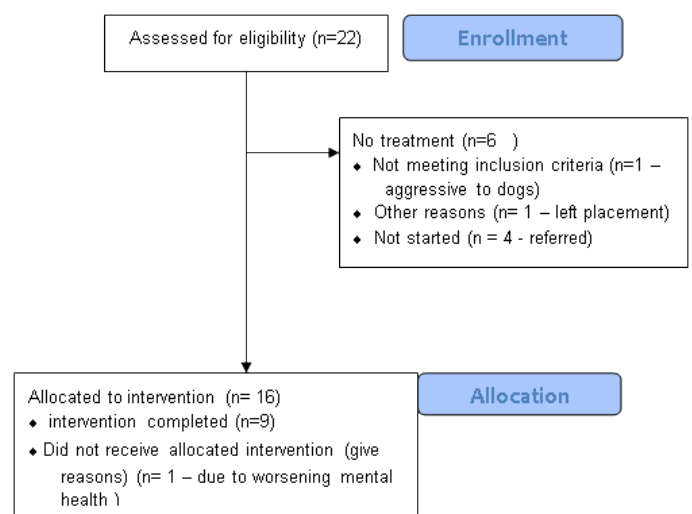 Assessed for eligibility (n=22)
Enrollment
No treatment (n=6 )
◆ Not meeting inclusion criteria (n=1 –
aggressive to dogs)
◆ Other reasons (n= 1 – left placement)
◆ Not started (n = 4 - referred)
Allocated to intervention (n= 16)
◆ intervention completed (n=9)
◆ Did not receive allocated intervention (give
reasons) (n= 1 – due to worsening mental
health )
Allocation